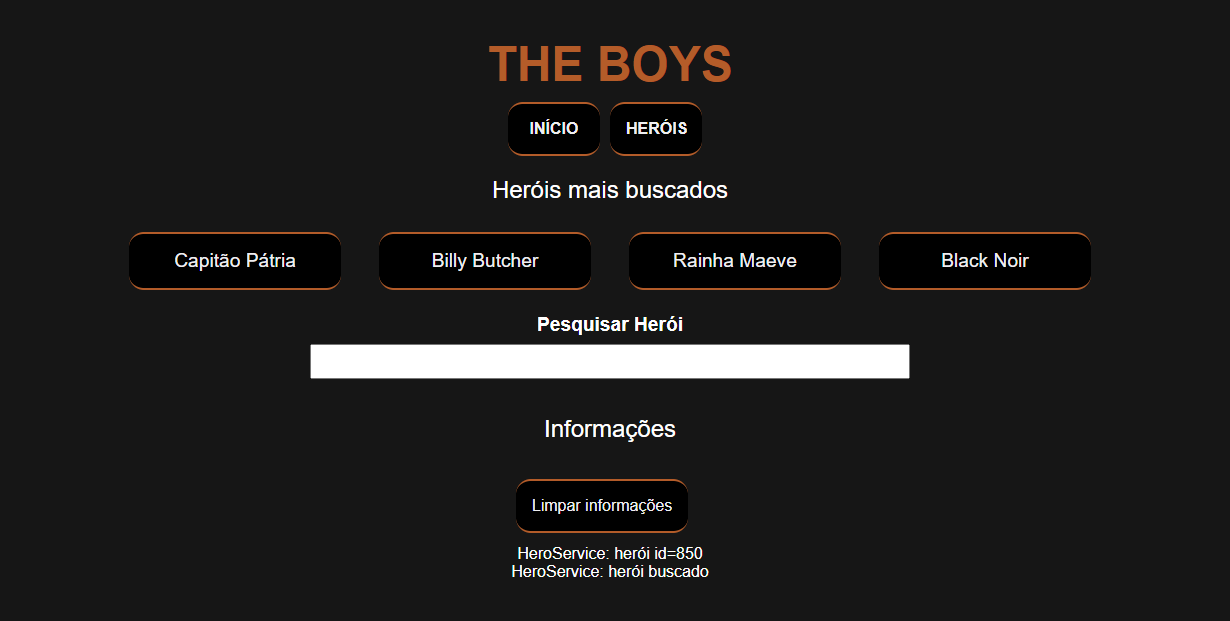 THE BOYS
INÍCIO HERÓIS
Heróis mais buscados
Capitão Pátria Billy Butcher Rainha Maeve Black Noir
Pesquisar Herói
Informações
Limpar informações
HeroService: herói id=850
HeroService: herói buscado